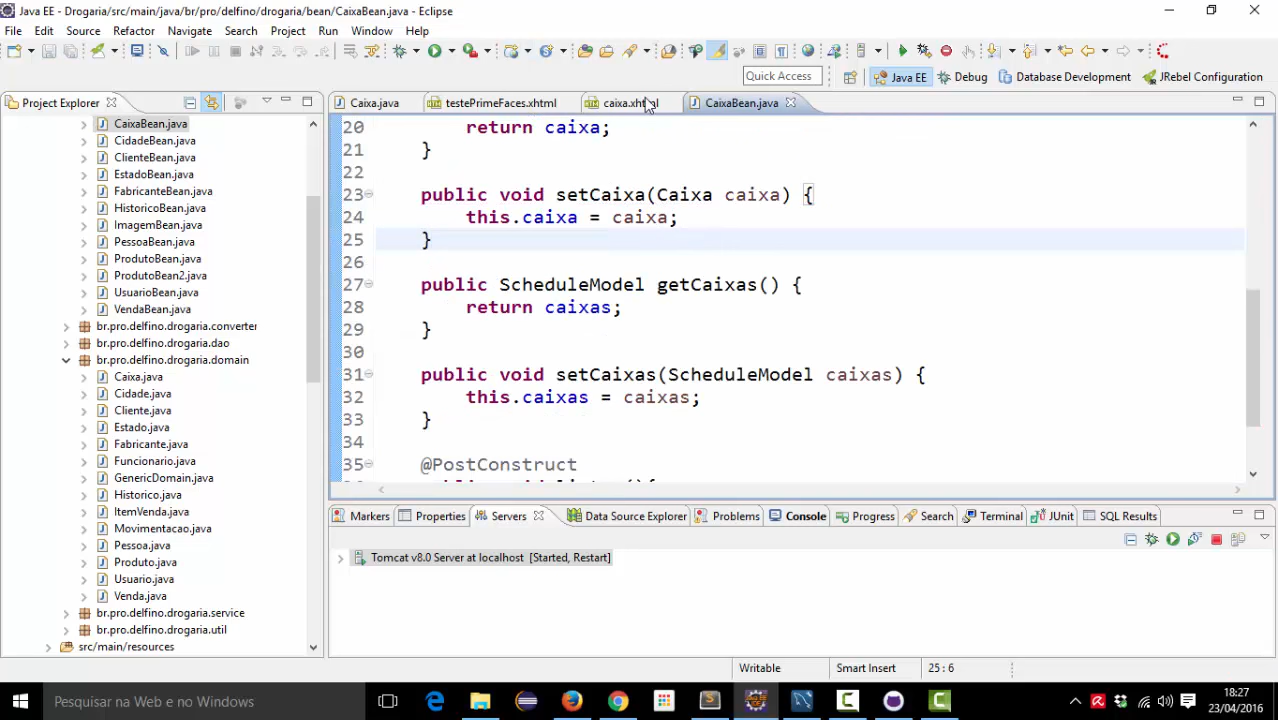 Java EE - Drogaria/src/main/java/br/pro/delfino/drogaria/bean/CaixaBean.java - Eclipse
File Edit Source Refactor Navigate Search Project Run Window Help
Quick Access Java EE Debug Database Development JRebel Configuration
Project Explorer
CaixaBean.java
CidadeBean.java
ClienteBean.java
EstadoBean.java
FabricanteBean.java
HistoricoBean.java
ImagemBean.java
PessoaBean.java
ProdutoBean.java
ProdutoBean2.java
UsuarioBean.java
VendaBean.java
br.pro.delfino.drogaria.converter
br.pro.delfino.drogaria.dao
br.pro.delfino.drogaria.domain
Caixa.java
Cidade.java
Cliente.java
Estado.java
Fabricante.java
Funcionario.java
GenericDomain.java
Historico.java
ItemVenda.java
Movimentacao.java
Pessoa.java
Produto.java
Usuario.java
Venda.java
br.pro.delfino.drogaria.service
br.pro.delfino.drogaria.util
src/main/resources
Caixa.java testePrimeFaces.xhtml caixa.xhtml CaixaBean.java
20 return caixa;
21 }
22
23 public void setCaixa(Caixa caixa) {
24 this.caixa = caixa;
25 }
26
27 public ScheduleModel getCaixas() {
28 return caixas;
29 }
30
31 public void setCaixas(ScheduleModel caixas) {
32 this.caixas = caixas;
33 }
34
35 @PostConstruct
Markers Properties Servers Data Source Explorer Problems Console Progress Search Terminal JUnit SQL Results
Tomcat v8.0 Server at localhost [Started, Restart]
Writable Smart Insert 25 : 6
Pesquisar na Web e no Windows
18:27
23/04/2016